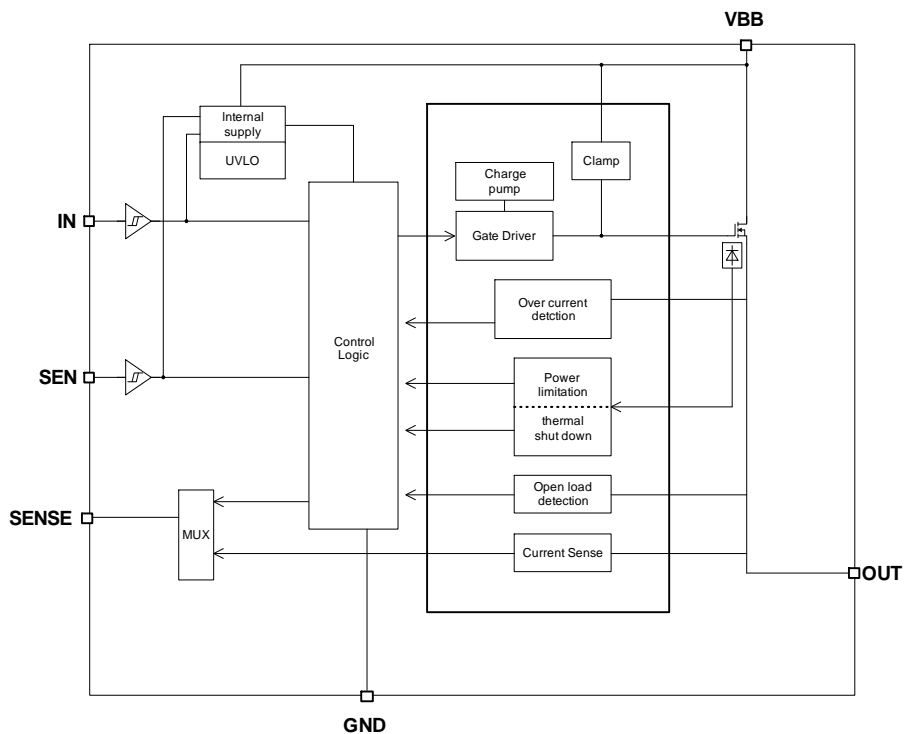 VBB
Internal
supply
UVLO
Clamp
Charge
pump
IN
Gate Driver
Over current
detction
Control
Logic
SEN
Power
limitation
thermal
shut down
Open load
detection
SENSE
MUX
Current Sense
OUT
GND